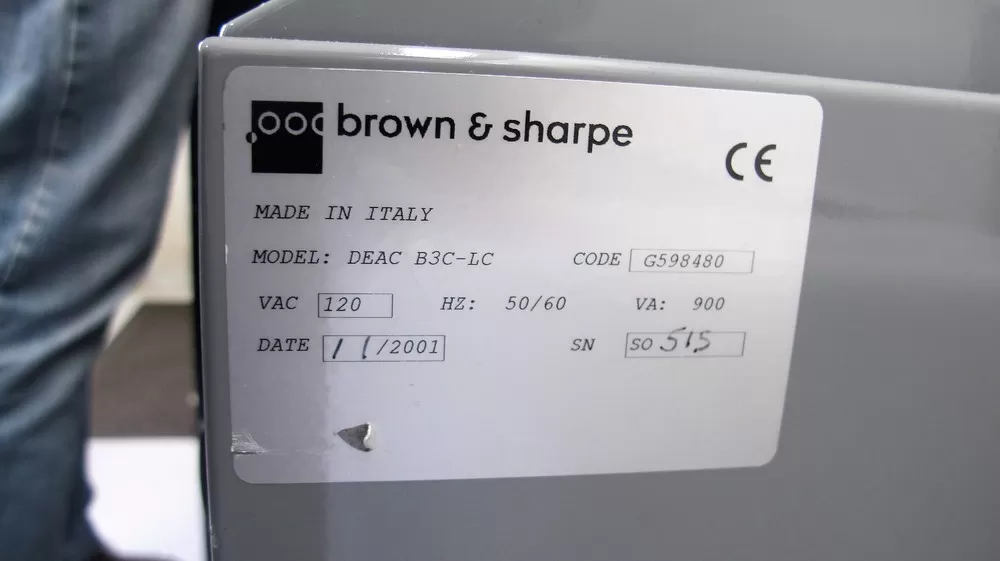 brown & sharpe
CE
MADE IN ITALY
MODEL: DEAC B3C-LC CODE G598480
VAC 120 HZ: 50/60 VA: 900
DATE 11/2001 SN SO 515